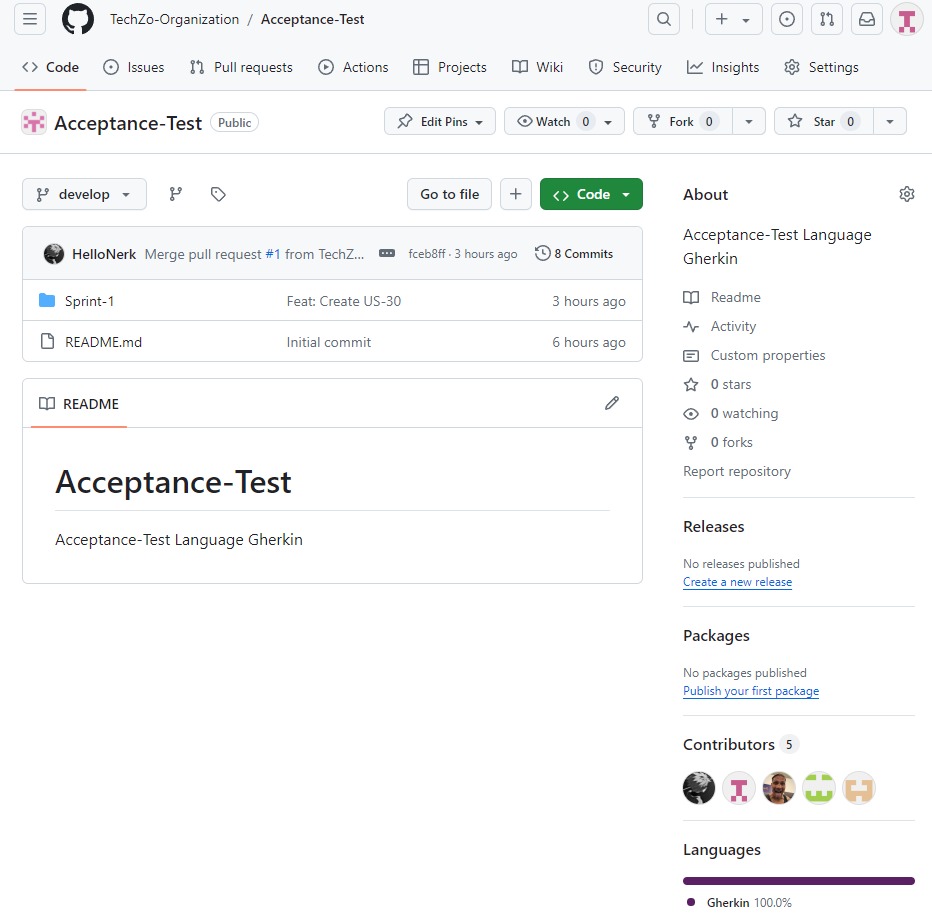 TechZo-Organization / Acceptance-Test
Code Issues Pull requests Actions Projects Wiki Security Insights Settings
Acceptance-Test Public Edit Pins Watch 0 Fork 0 Star 0
develop Go to file + Code
HelloNerk Merge pull request #1 from TechZ... fceb8ff · 3 hours ago 8 Commits
Sprint-1 Feat: Create US-30 3 hours ago
README.md Initial commit 6 hours ago
README
Acceptance-Test
Acceptance-Test Language Gherkin
About
Acceptance-Test Language
Gherkin
Readme
Activity
Custom properties
0 stars
0 watching
0 forks
Report repository
Releases
No releases published
Create a new release
Packages
No packages published
Publish your first package
Contributors 5
Languages
Gherkin 100.0%